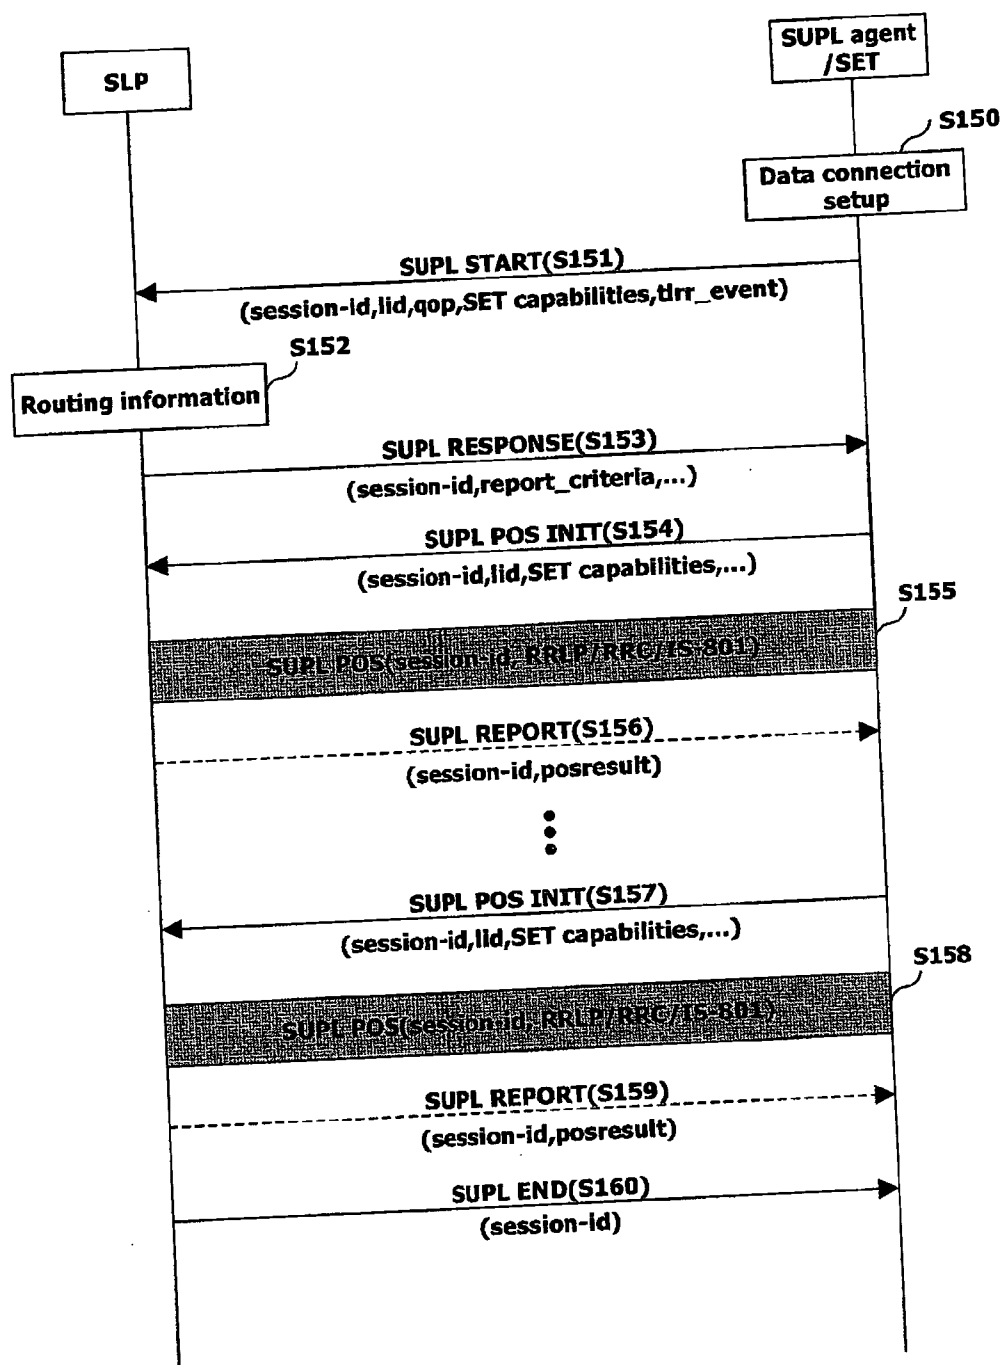 SLP
SUPL agent
/SET
S150
Data connection
setup
SUPL START(S151)
(session-id,lid,qop,SET capabilities,tlrr_event)
S152
Routing information
SUPL RESPONSE(S153)
(session-id,report_criteria,...)
SUPL POS INIT(S154)
(session-id,lid,SET capabilities,...)
S155
SUPL POS(session-id, RRLP/RRC/IS-801)
SUPL REPORT(S156)
(session-id,posresult)
SUPL POS INIT(S157)
(session-id,lid,SET capabilities,...)
S158
SUPL POS(session-id, RRLP/RRC/IS-801)
SUPL REPORT(S159)
(session-id,posresult)
SUPL END(S160)
(session-id)